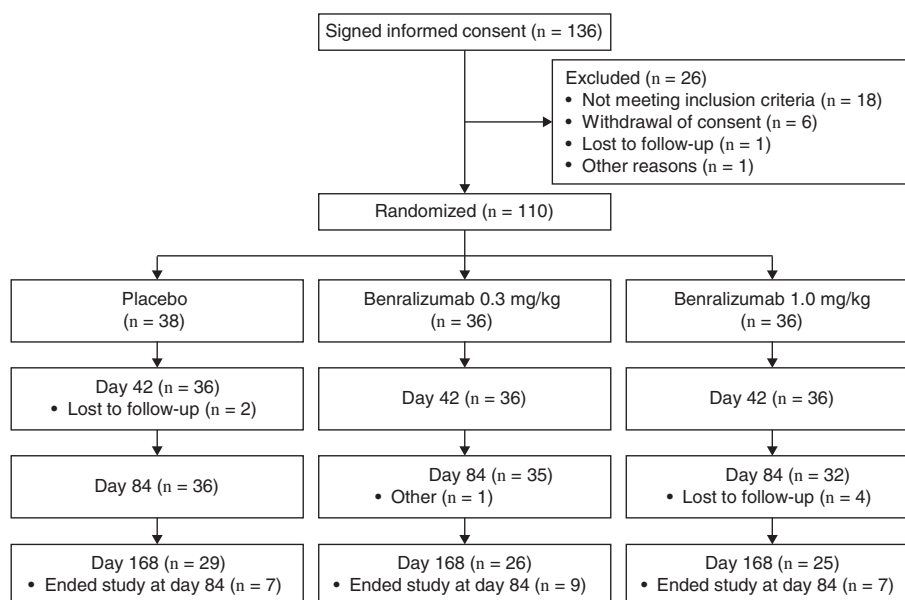 Signed informed consent (n = 136)
Excluded (n = 26)
• Not meeting inclusion criteria (n = 18)
• Withdrawal of consent (n = 6)
• Lost to follow-up (n = 1)
• Other reasons (n = 1)
Randomized (n = 110)
Placebo
(n = 38)
Benralizumab 0.3 mg/kg
(n = 36)
Benralizumab 1.0 mg/kg
(n = 36)
Day 42 (n = 36)
• Lost to follow-up (n = 2)
Day 42 (n = 36)
Day 42 (n = 36)
Day 84 (n = 36)
Day 84 (n = 35)
• Other (n = 1)
Day 84 (n = 32)
• Lost to follow-up (n = 4)
Day 168 (n = 29)
• Ended study at day 84 (n = 7)
Day 168 (n = 26)
• Ended study at day 84 (n = 9)
Day 168 (n = 25)
• Ended study at day 84 (n = 7)